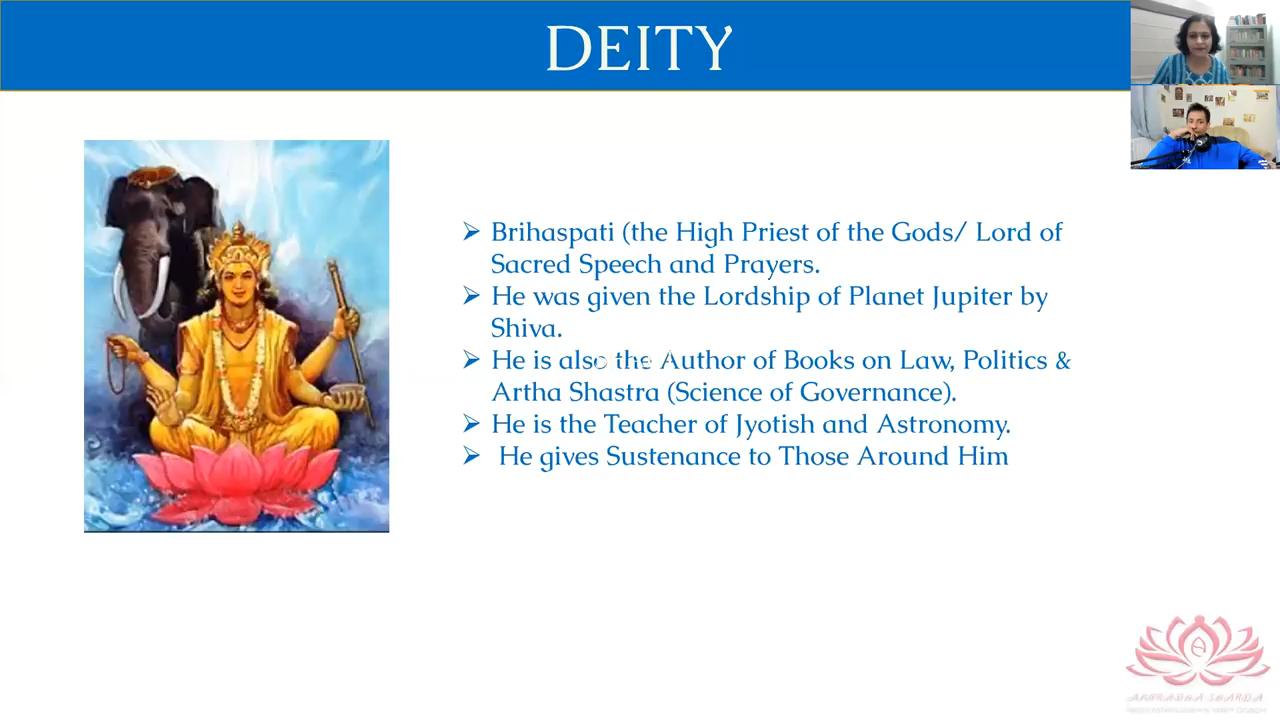 DEITY
➢ Brihaspati (the High Priest of the Gods/ Lord of
Sacred Speech and Prayers.
➢ He was given the Lordship of Planet Jupiter by
Shiva.
➢ He is also the Author of Books on Law, Politics &
Artha Shastra (Science of Governance).
➢ He is the Teacher of Jyotish and Astronomy.
➢ He gives Sustenance to Those Around Him
ANURADHA SHARDA